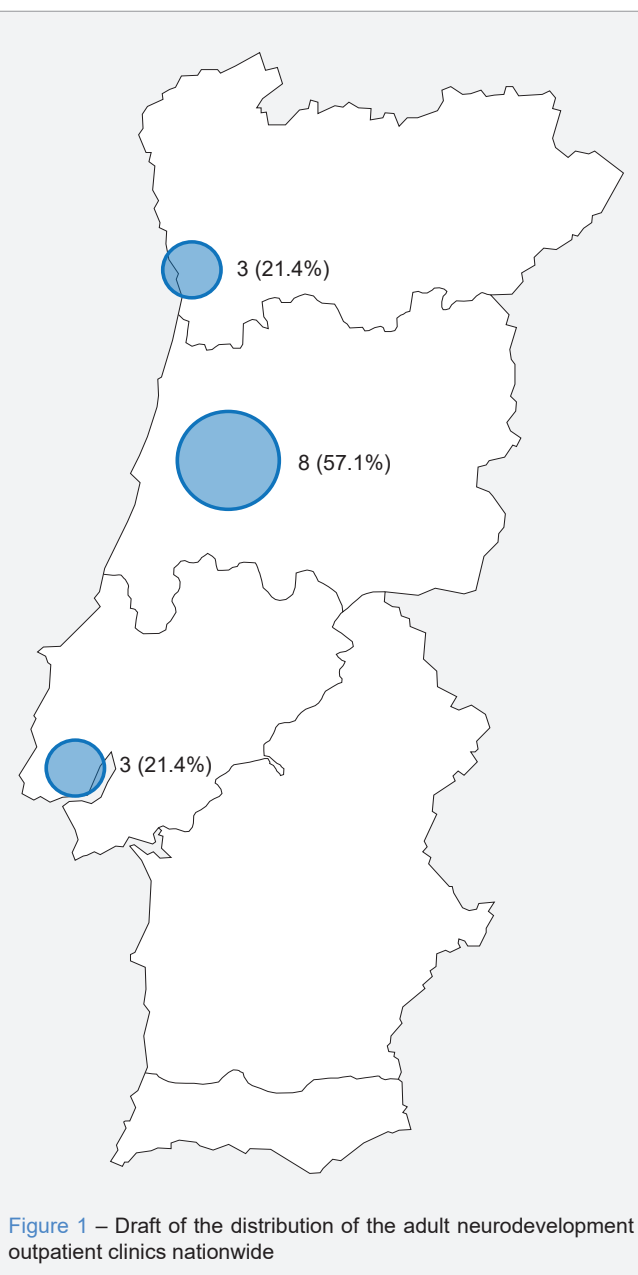 3 (21.4%)
8 (57.1%)
3 (21.4%)
Figure 1 – Draft of the distribution of the adult neurodevelopment
outpatient clinics nationwide